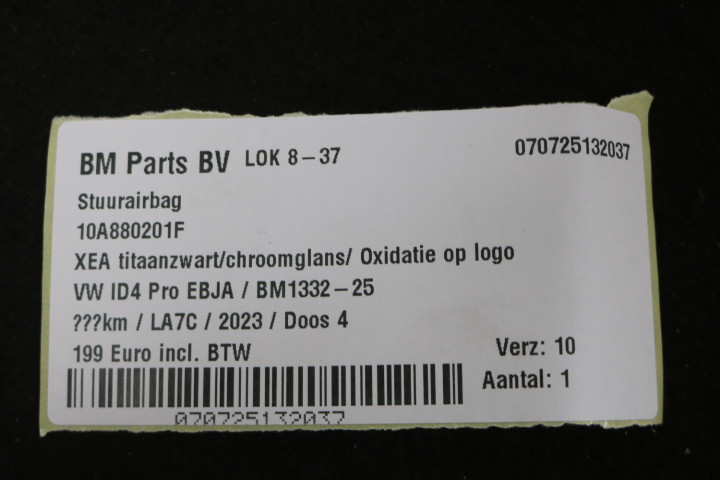 BM Parts BV LOK 8-37 070725132037
Stuurairbag
10A880201F
XEA titaanzwart/chroomglans/ Oxidatie op logo
VW ID4 Pro EBJA / BM1332-25
???km / LA7C / 2023 / Doos 4
199 Euro incl. BTW Verz: 10
Aantal: 1
070725132037